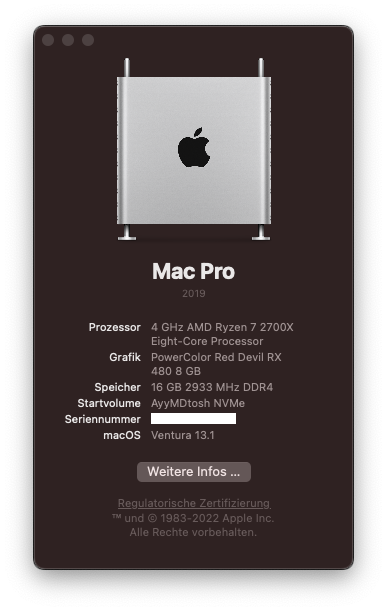 Mac Pro
2019
Prozessor 4 GHz AMD Ryzen 7 2700X
Eight-Core Processor
Grafik PowerColor Red Devil RX
480 8 GB
Speicher 16 GB 2933 MHz DDR4
Startvolume AyyMDtosh NVMe
Seriennummer
macOS Ventura 13.1
Weitere Infos ...
Regulatorische Zertifizierung
™ und © 1983-2022 Apple Inc.
Alle Rechte vorbehalten.